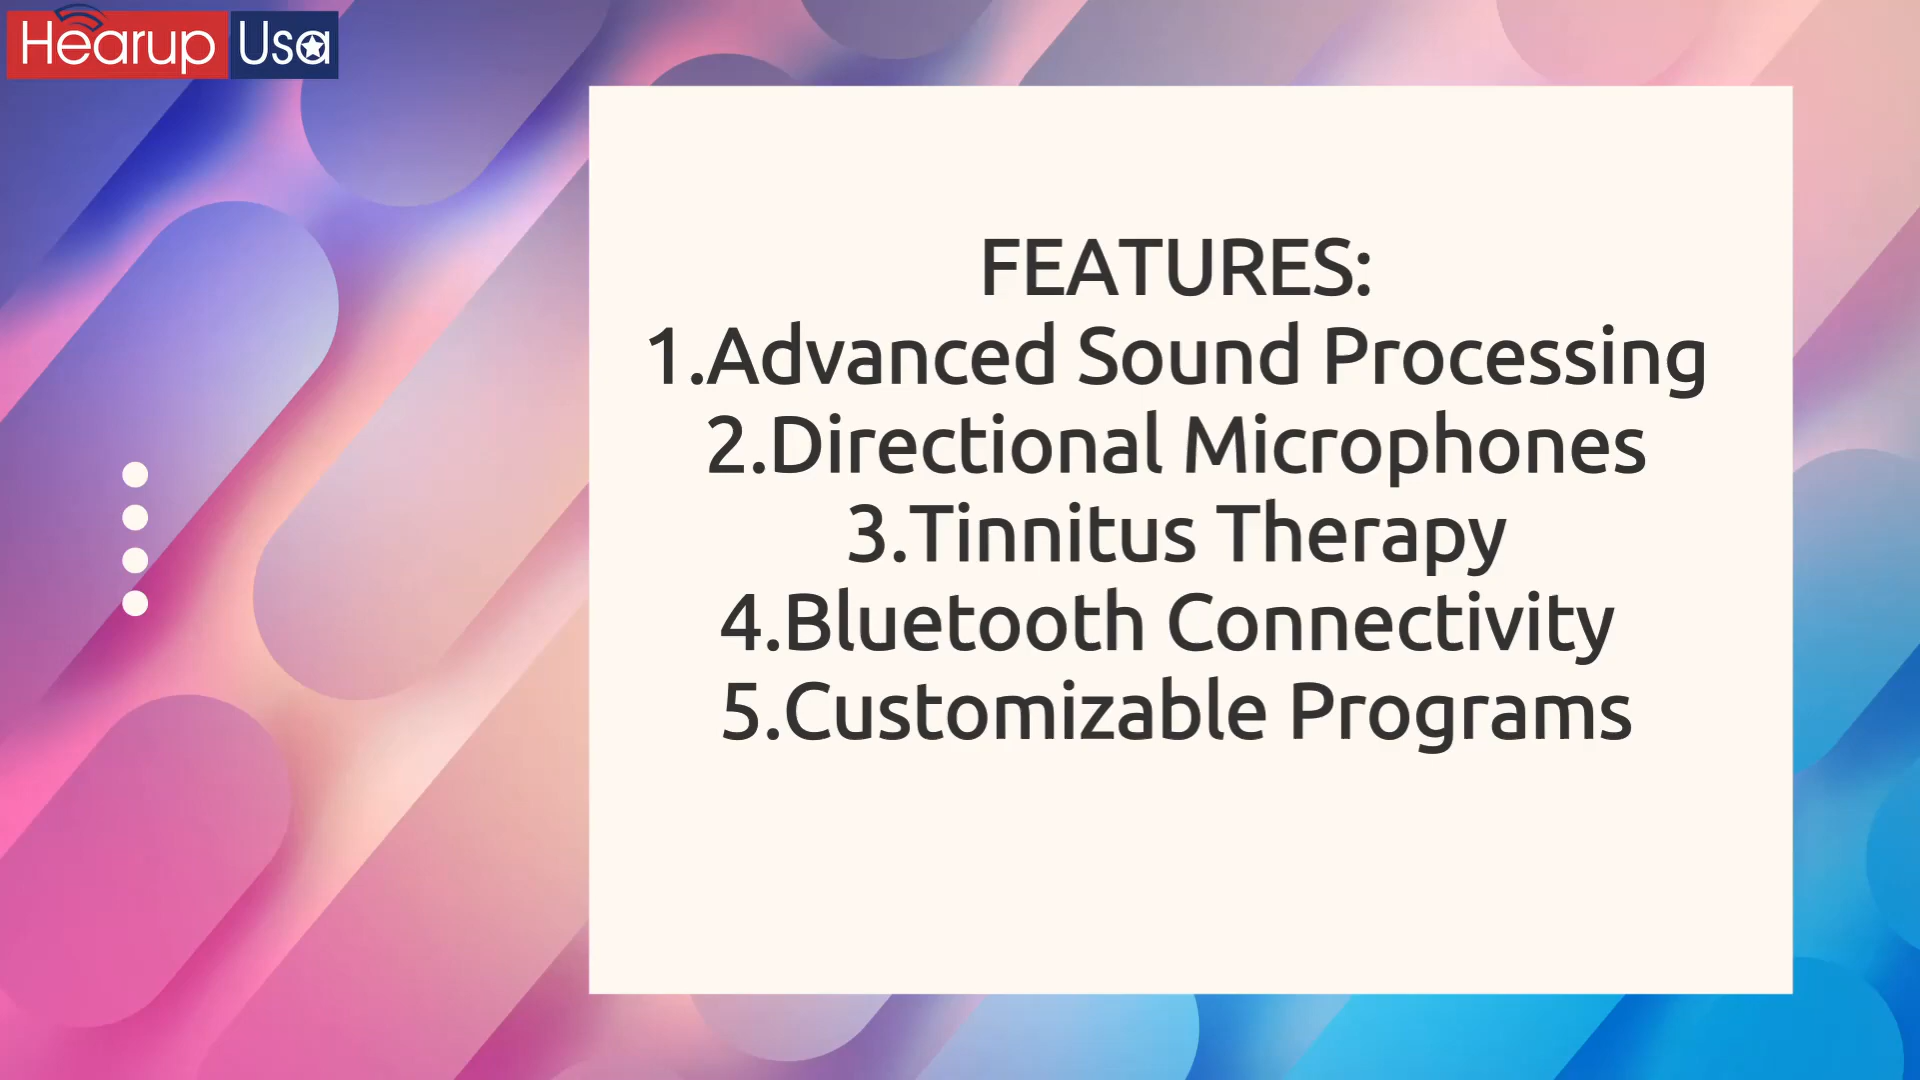 Hearup Usa
FEATURES:
1.Advanced Sound Processing
2.Directional Microphones
3.Tinnitus Therapy
4.Bluetooth Connectivity
5.Customizable Programs